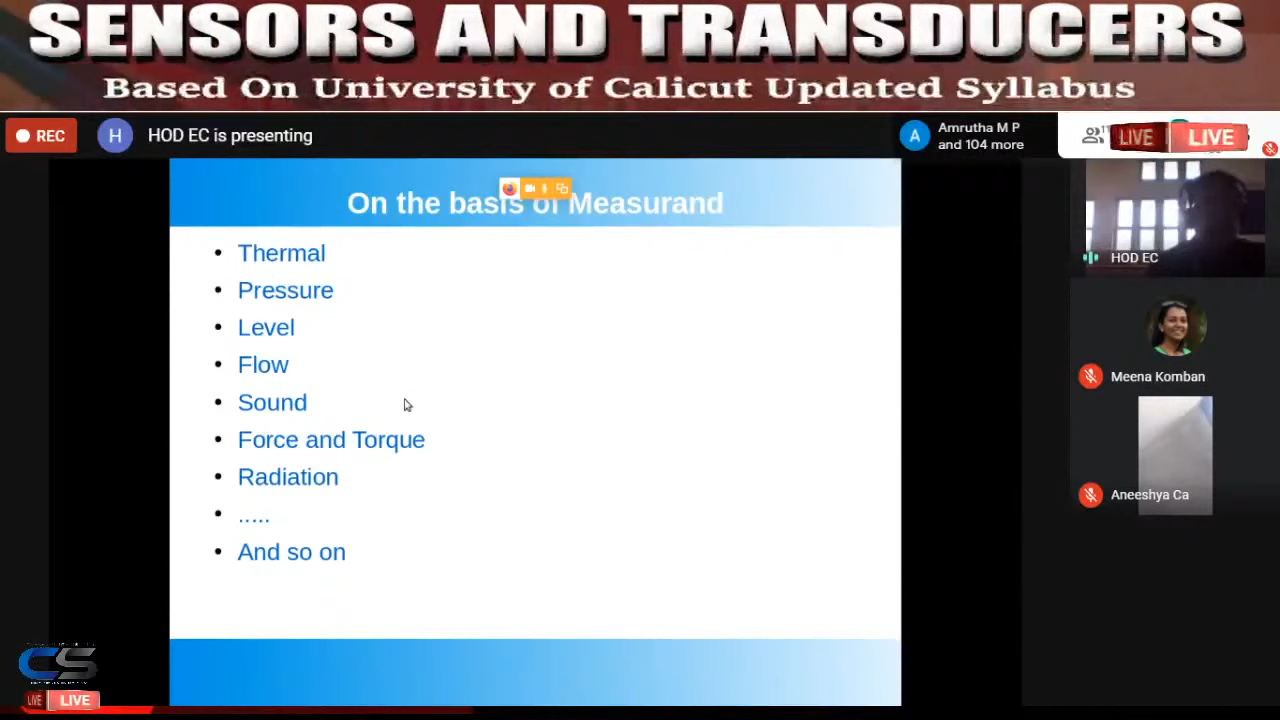 SENSORS AND TRANSDUCERS
Based On University of Calicut Updated Syllabus
REC
H
HOD EC is presenting
A
Amrutha M P
and 104 more
LIVE
LIVE
On the basis of Measurand
• Thermal
• Pressure
• Level
• Flow
• Sound
• Force and Torque
• Radiation
• .....
• And so on
HOD EC
Meena Komban
Aneeshya Ca
CS
LIVE
LIVE